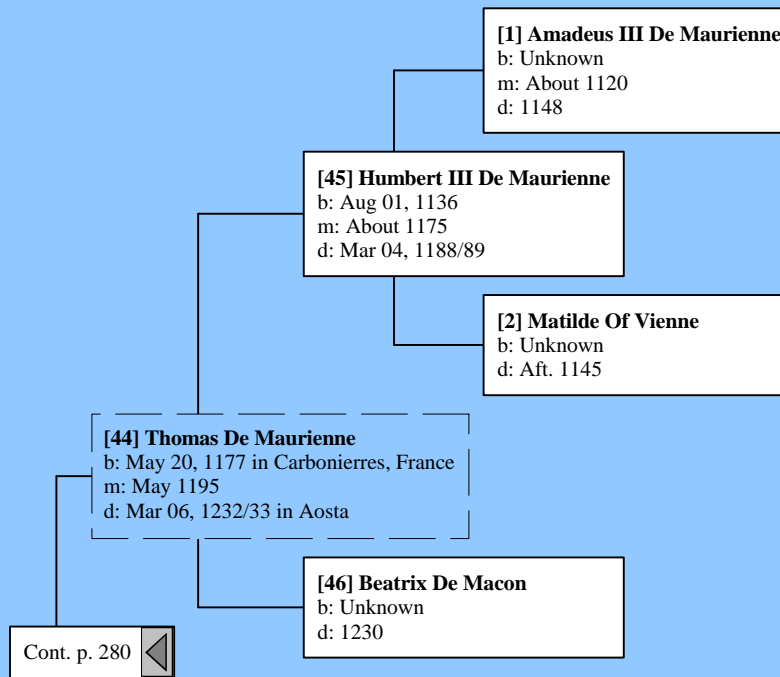 [1] Amadeus III De Maurienne
b: Unknown
m: About 1120
d: 1148
[45] Humbert III De Maurienne
b: Aug 01, 1136
m: About 1175
d: Mar 04, 1188/89
[2] Matilde Of Vienne
b: Unknown
d: Aft. 1145
[44] Thomas De Maurienne
b: May 20, 1177 in Carbonierres, France
m: May 1195
d: Mar 06, 1232/33 in Aosta
[46] Beatrix De Macon
b: Unknown
d: 1230
Cont. p. 280